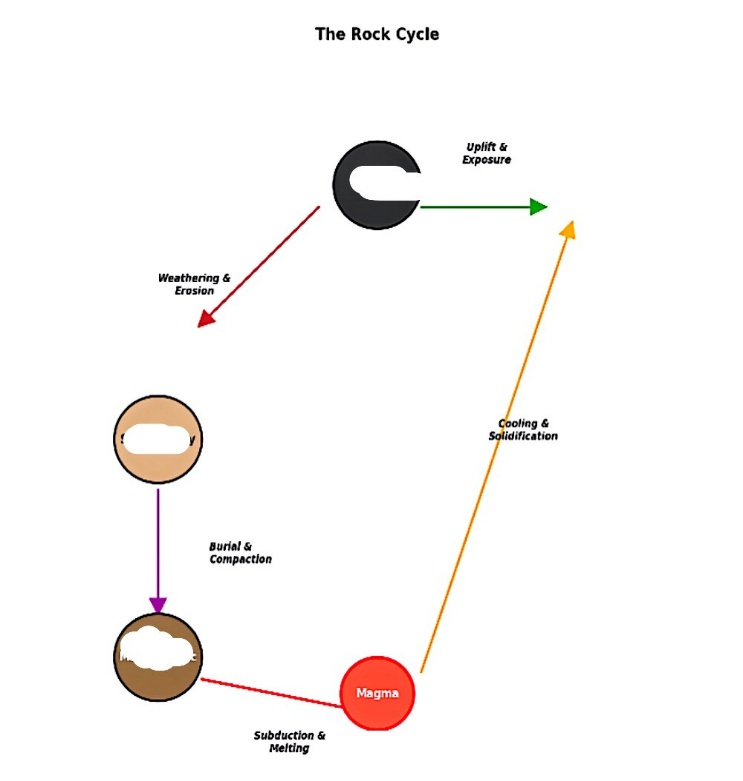 The Rock Cycle
Uplift &
Exposure
Weathering &
Erosion
Cooling &
Solidification
Burial &
Compaction
Magma
Subduction &
Melting